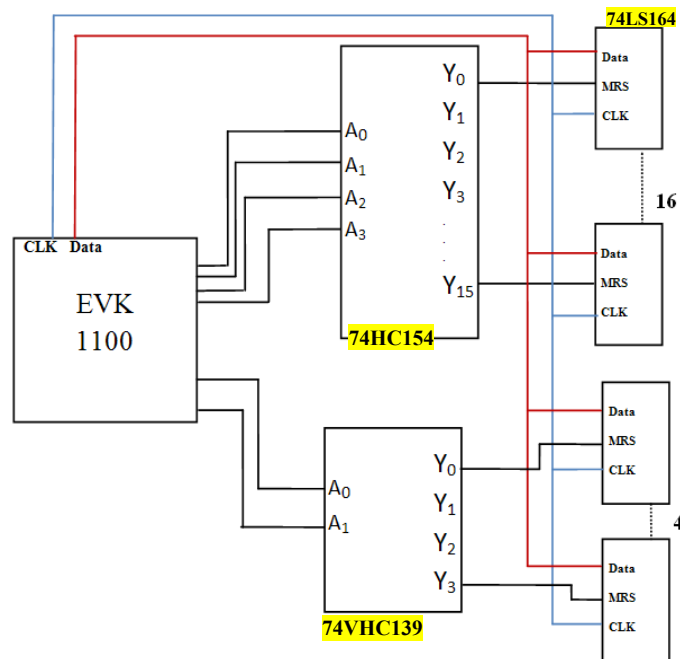 74LS164
Data
MRS
CLK
16
Data
MRS
CLK
CLK Data
EVK
1100
A0
A1
A2
A3
Y0
Y1
Y2
Y3
.
.
.
Y15
74HC154
Data
MRS
CLK
4
Data
MRS
CLK
A0
A1
Y0
Y1
Y2
Y3
74VHC139